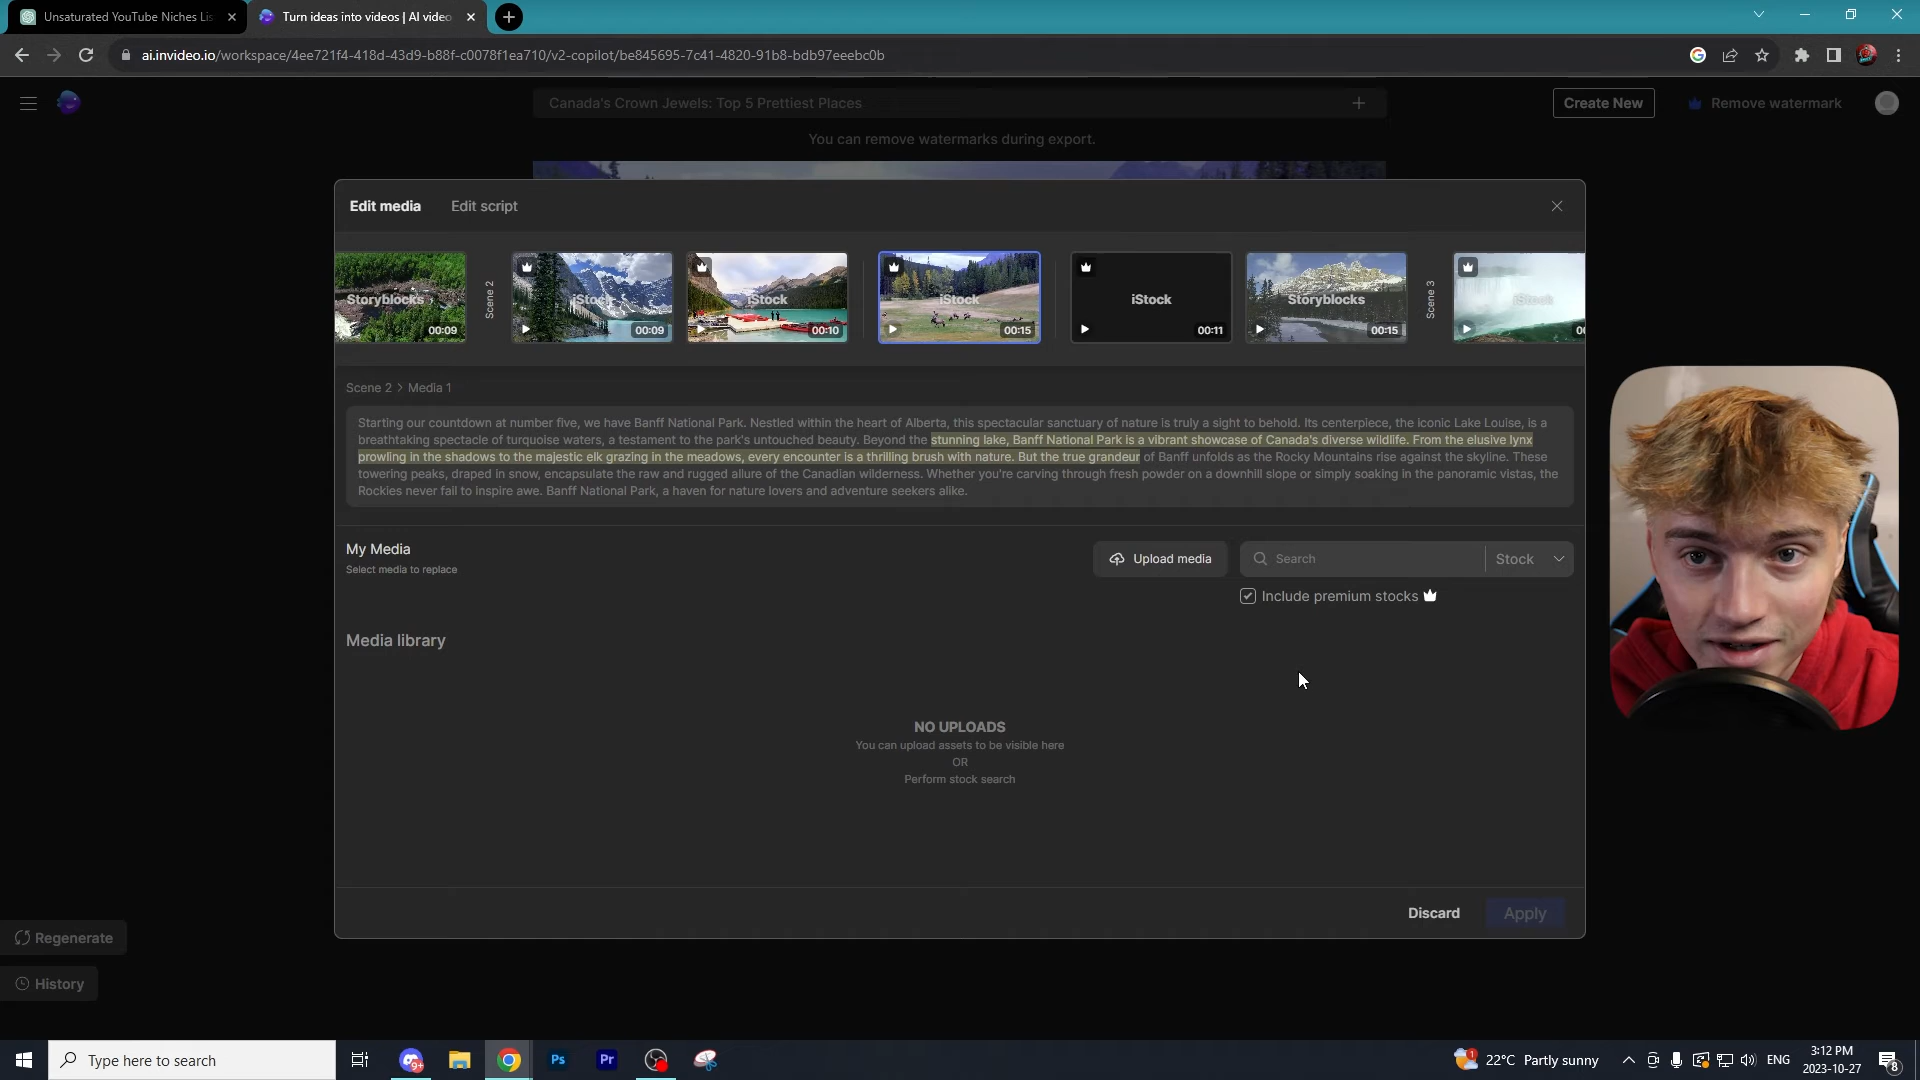 Unsaturated YouTube Niches Lis
Turn ideas into videos | AI video
ai.invideo.io/workspace/4ee721f4-418d-43d9-b88f-c0078f1ea710/v2-copilot/be845695-7c41-4820-91b8-bdb97eeebc0b
Canada's Crown Jewels: Top 5 Prettiest Places
Create New
Remove watermark
You can remove watermarks during export.
Edit media
Edit script
Storyblocks
00:09
Scene 2
iStock
00:09
iStock
00:10
iStock
00:15
iStock
00:11
Storyblocks
00:15
Scene 3
iStock
Scene 2 > Media 1
Starting our countdown at number five, we have Banff National Park. Nestled within the heart of Alberta, this spectacular sanctuary of nature is truly a sight to behold. Its centerpiece, the iconic Lake Louise, is a
breathtaking spectacle of turquoise waters, a testament to the park's untouched beauty. Beyond the stunning lake, Banff National Park is a vibrant showcase of Canada's diverse wildlife. From the elusive lynx
prowling in the shadows to the majestic elk grazing in the meadows, every encounter is a thrilling brush with nature. But the true grandeur of Banff unfolds as the Rocky Mountains rise against the skyline. These
towering peaks, draped in snow, encapsulate the raw and rugged allure of the Canadian wilderness. Whether you're carving through fresh powder on a downhill slope or simply soaking in the panoramic vistas, the
Rockies never fail to inspire awe. Banff National Park, a haven for nature lovers and adventure seekers alike.
My Media
Select media to replace
Upload media
Search
Stock
Include premium stocks
Media library
NO UPLOADS
You can upload assets to be visible here
OR
Perform stock search
Discard
Apply
Regenerate
History
Type here to search
9+
Ps
Pr
1
22°C Partly sunny
ENG
3:12 PM
2023-10-27
8